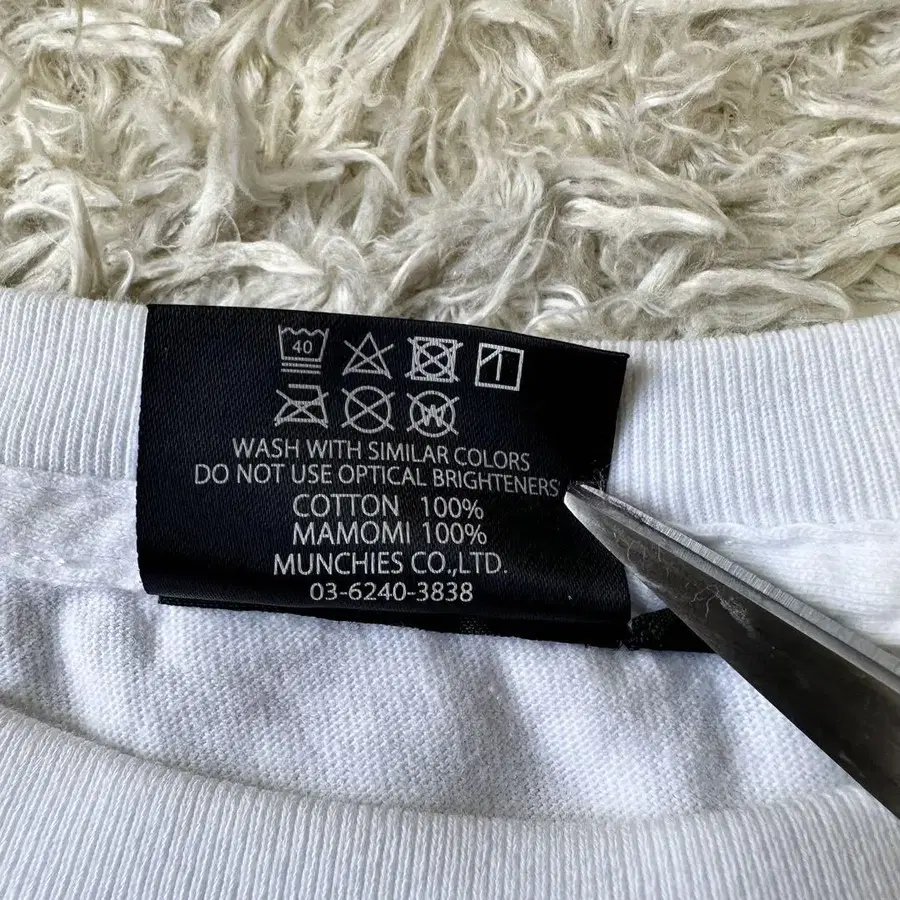 40
W
WASH WITH SIMILAR COLORS
DO NOT USE OPTICAL BRIGHTENERS
COTTON 100%
MAMOMI 100%
MUNCHIES CO.,LTD.
03-6240-3838